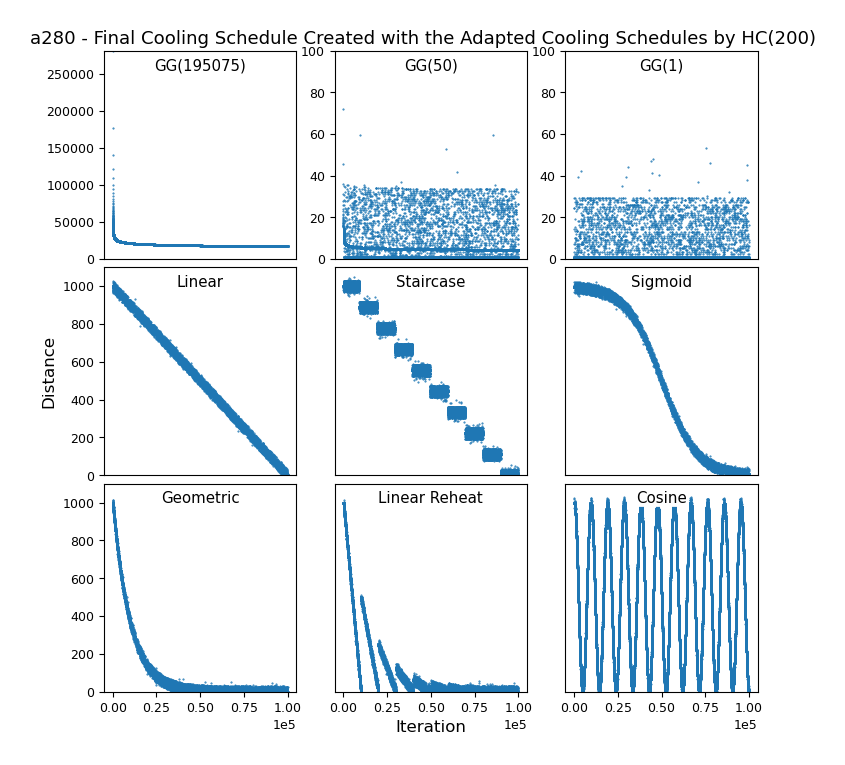 a280 - Final Cooling Schedule Created with the Adapted Cooling Schedules by HC(200)
GG(195075)
GG(50)
GG(1)
250000
200000
150000
100000
50000
0
100
80
60
40
20
0
100
80
60
40
20
0
Linear
Staircase
Sigmoid
1000
800
600
400
200
0
Distance
Geometric
Linear Reheat
Cosine
1000
800
600
400
200
0
0.00 0.25 0.50 0.75 1.00
1e5
0.00 0.25 0.50 0.75 1.00
1e5
0.00 0.25 0.50 0.75 1.00
1e5
Iteration